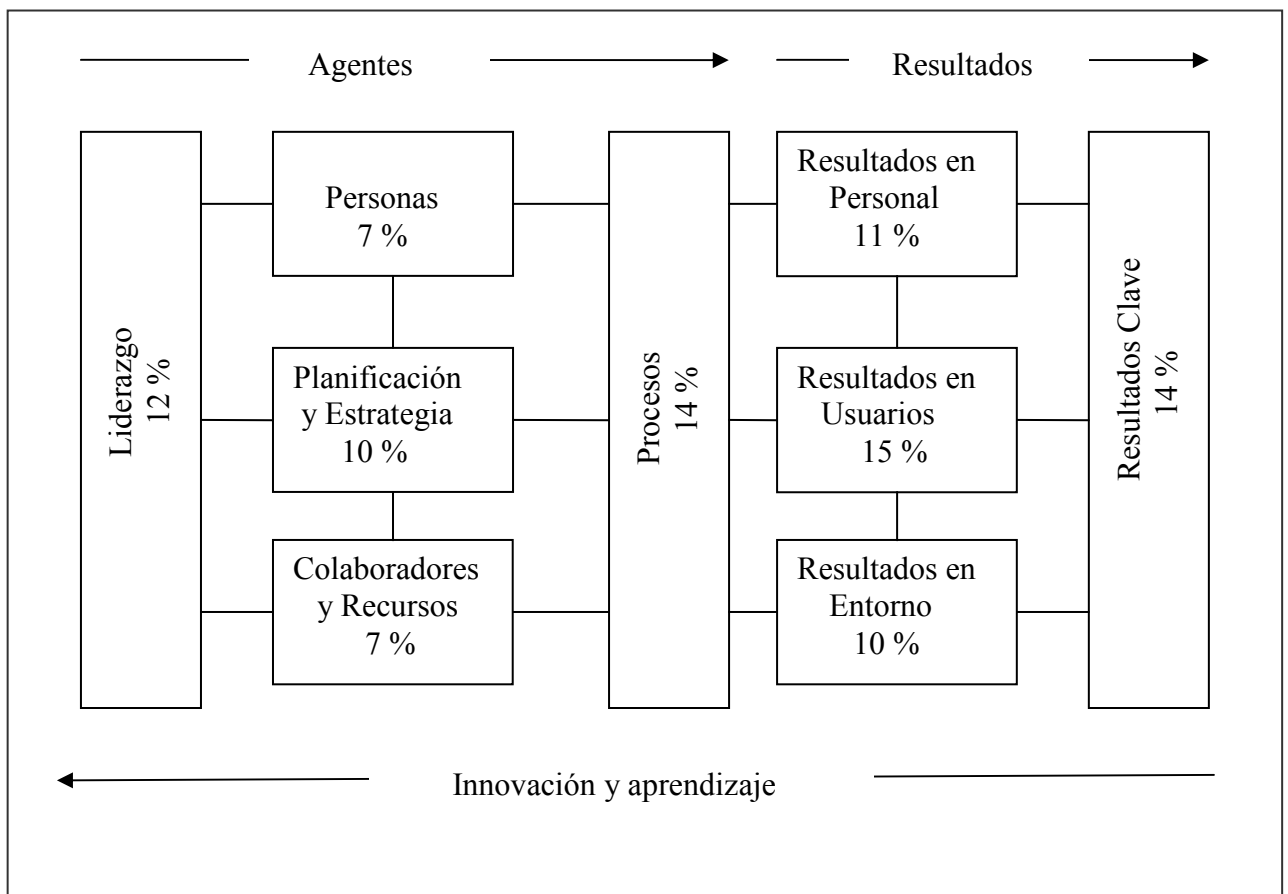 Agentes
Resultados
Liderazgo
12 %
Personas
7 %
Planificación
y Estrategia
10 %
Colaboradores
y Recursos
7 %
Procesos
14 %
Resultados en
Personal
11 %
Resultados en
Usuarios
15 %
Resultados en
Entorno
10 %
Resultados Clave
14 %
Innovación y aprendizaje